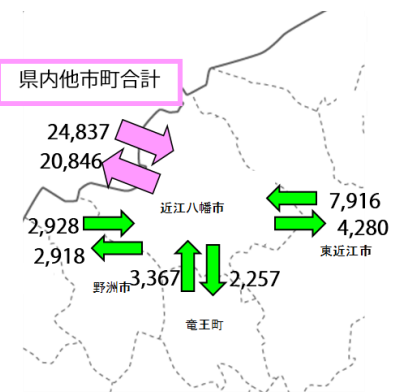 県内他市町合計
24,837
20,846
近江八幡市
7,916
4,280
2,928
2,918
東近江市
野洲市
3,367
2,257
竜王町